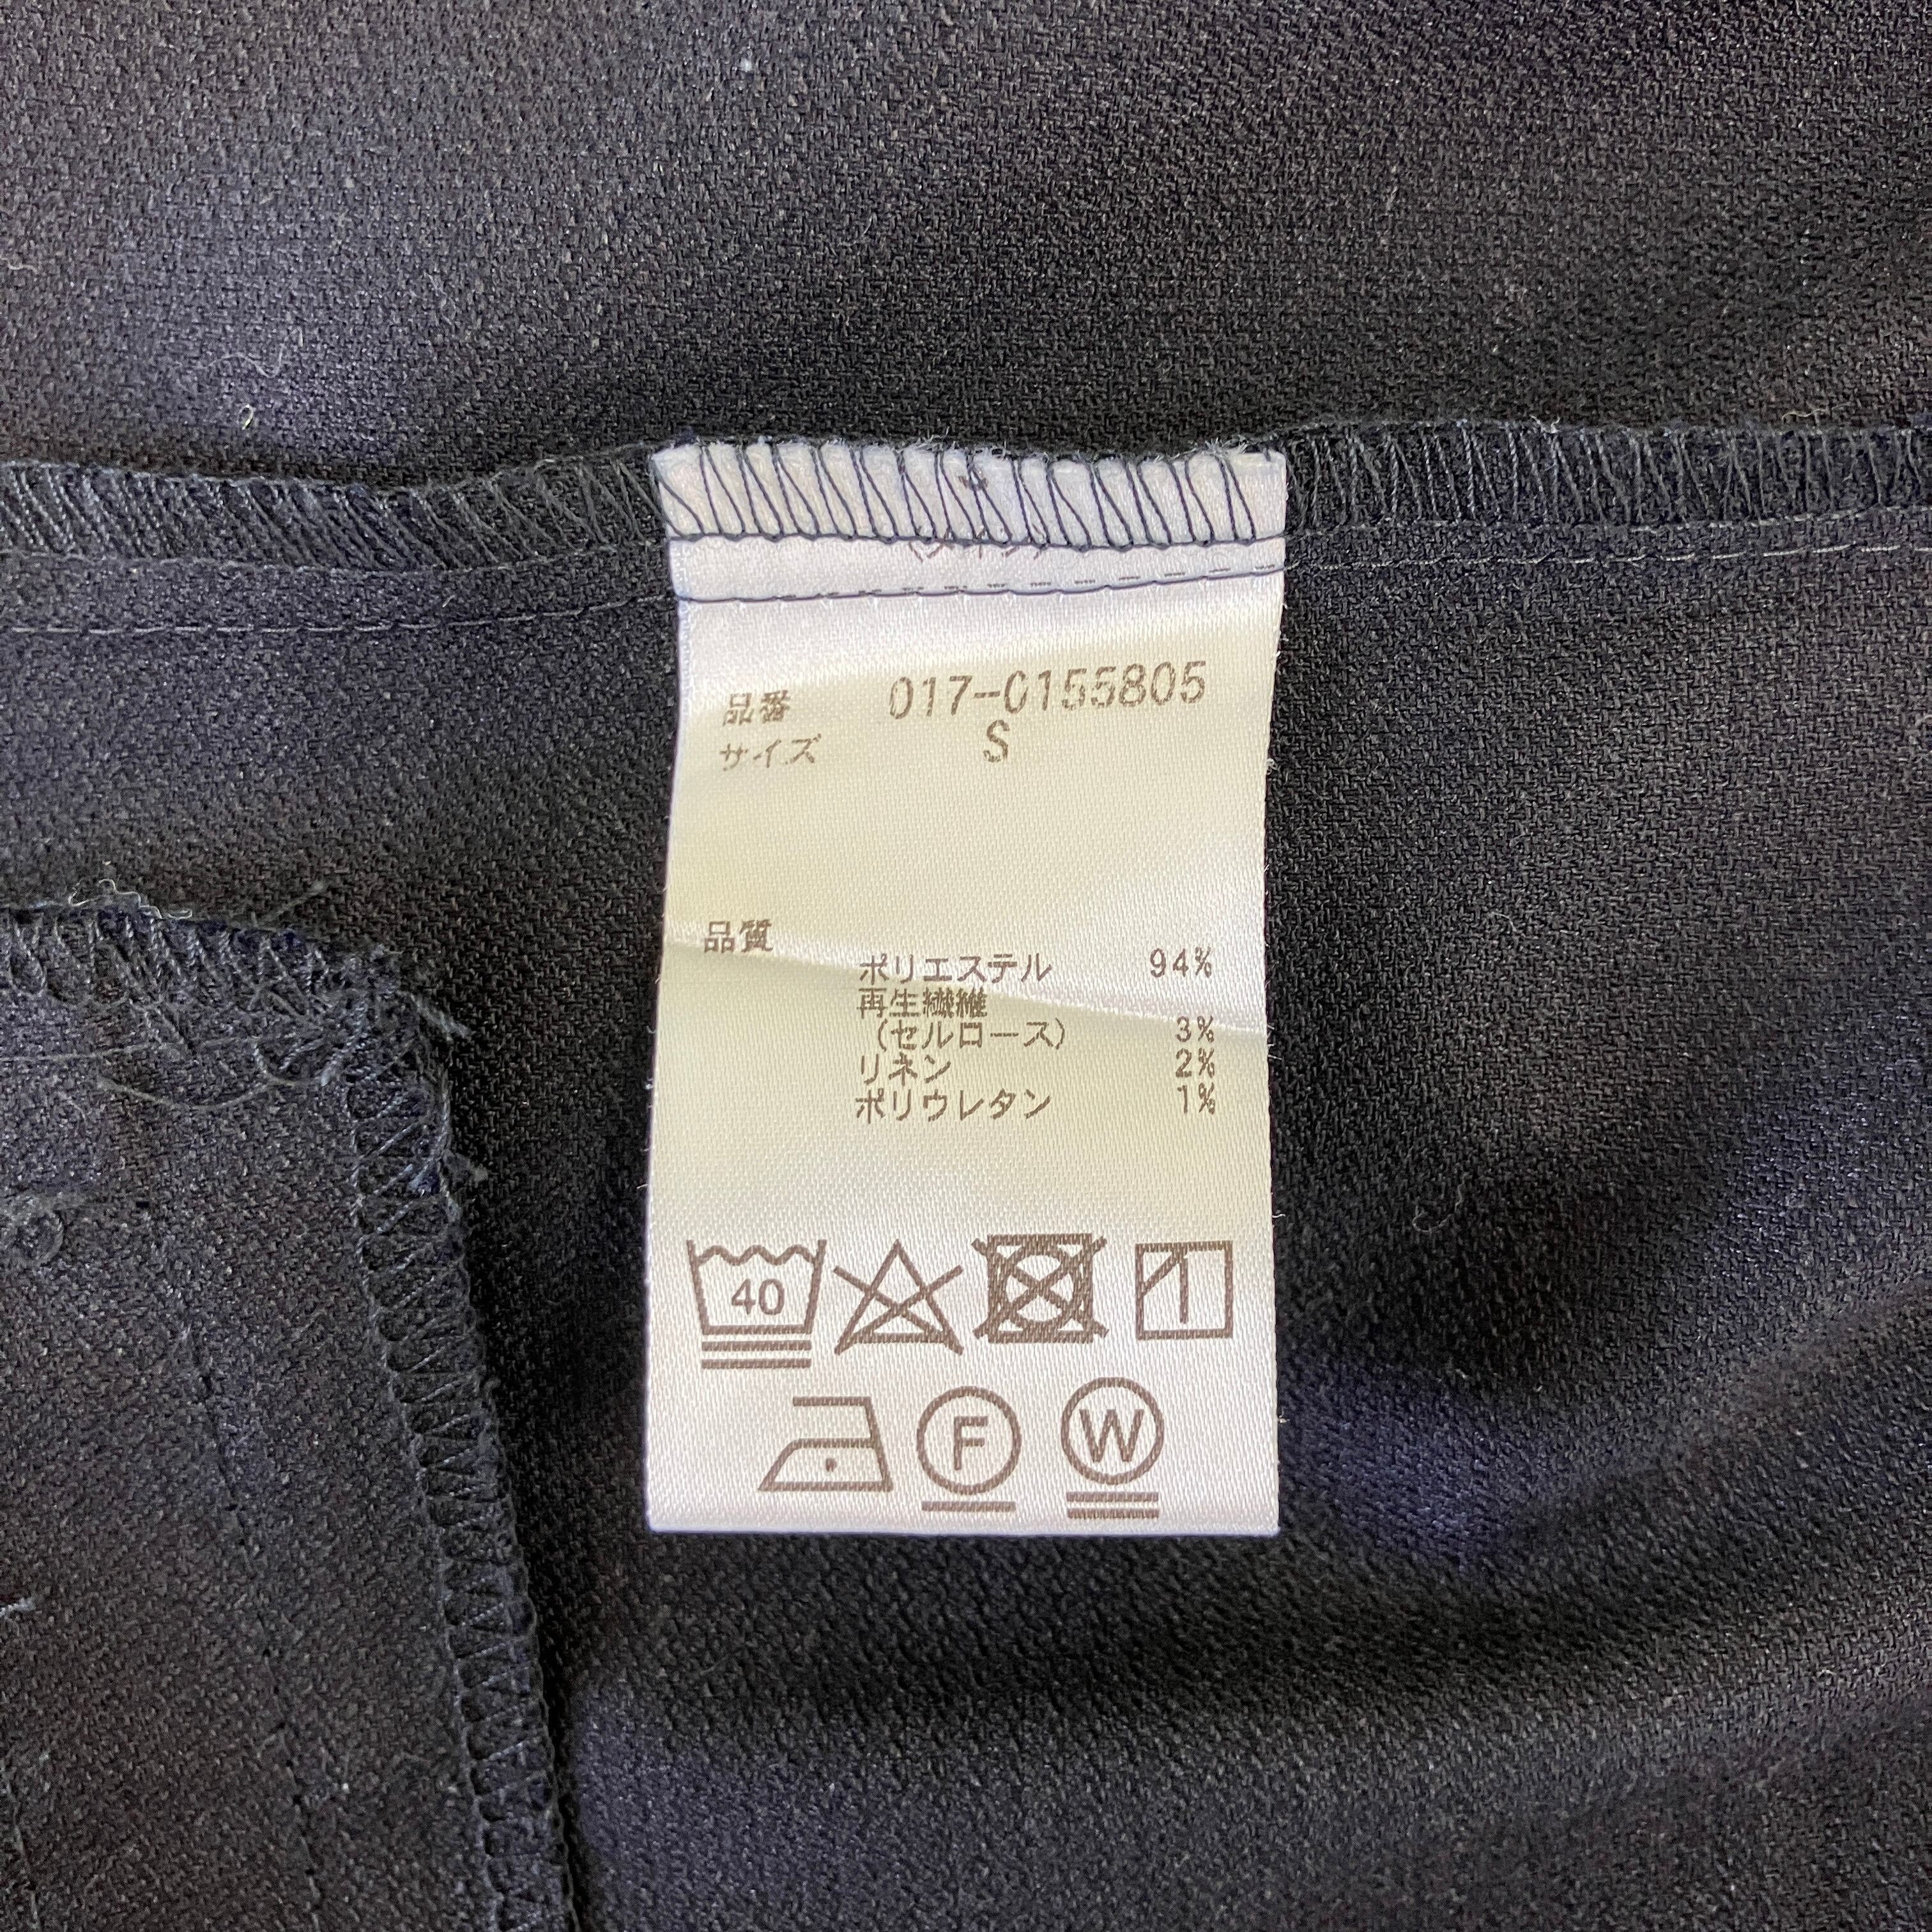 品番 017-0155805
サイズ S
品質
ポリエステル 94%
再生繊維
(セルロース) 3%
リネン 2%
ポリウレタン 1%
40
F W